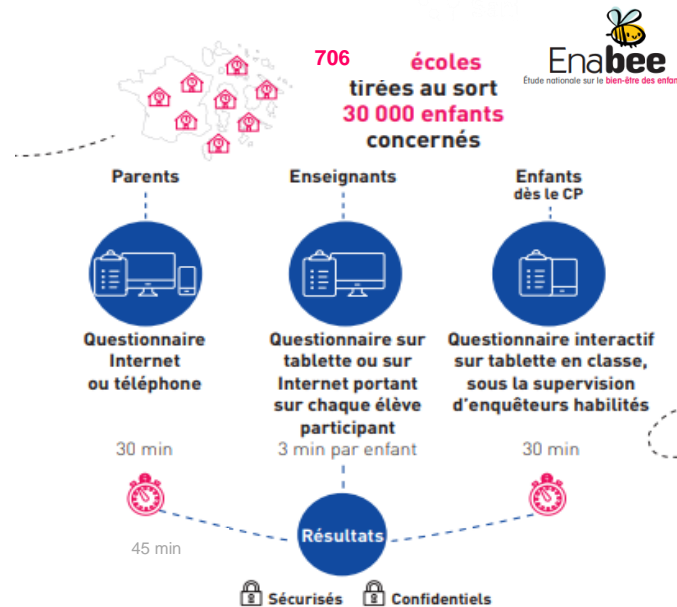 706 écoles
tirées au sort
30 000 enfants
concernés
Enabee
Étude nationale sur le bien-être des enfan
Parents
Questionnaire
Internet
ou téléphone
30 min
45 min
Enseignants
Questionnaire sur
tablette ou sur
Internet portant
sur chaque élève
participant
3 min par enfant
Enfants
dès le CP
Questionnaire interactif
sur tablette en classe,
sous la supervision
d'enquêteurs habilités
30 min
Résultats
Sécurisés Confidentiels